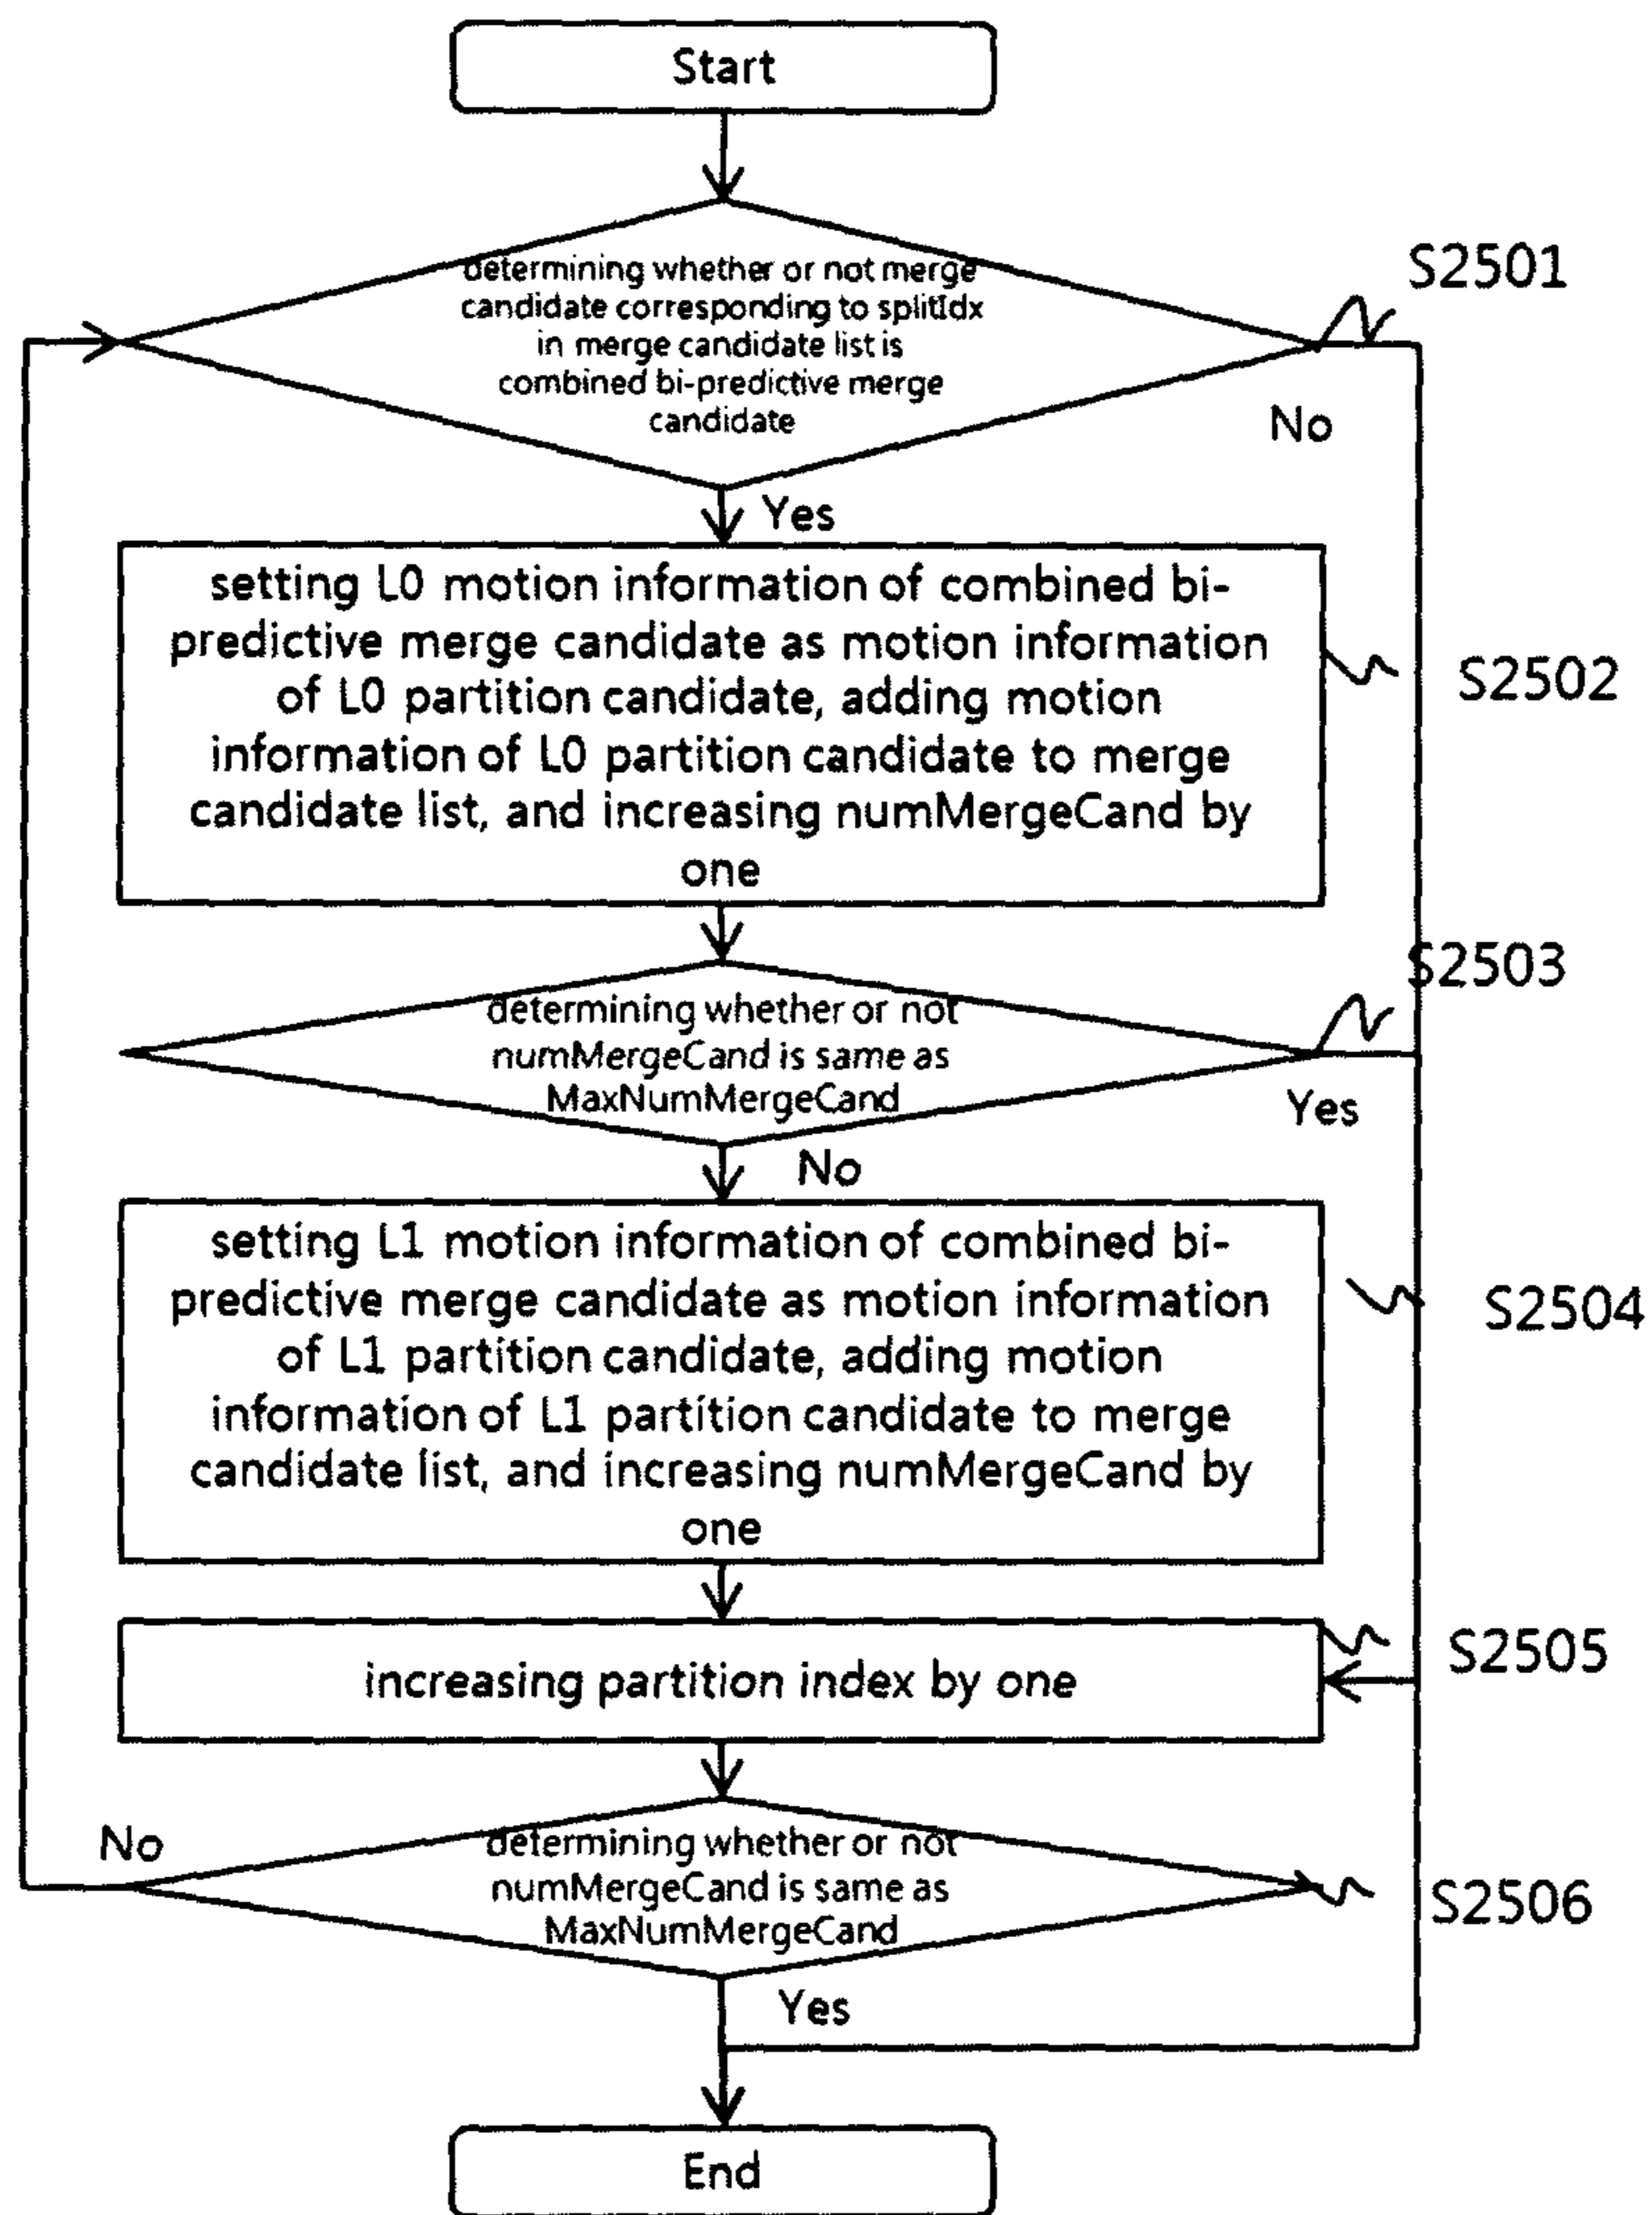 Start
determining whether or not merge
candidate corresponding to splitIdx
in merge candidate list is
combined bi-predictive merge
candidate
S2501
No
Yes
setting L0 motion information of combined bi-
predictive merge candidate as motion information
of L0 partition candidate, adding motion
information of L0 partition candidate to merge
candidate list, and increasing numMergeCand by
one
S2502
S2503
determining whether or not
numMergeCand is same as
MaxNumMergeCand
Yes
No
setting L1 motion information of combined bi-
predictive merge candidate as motion information
of L1 partition candidate, adding motion
information of L1 partition candidate to merge
candidate list, and increasing numMergeCand by
one
S2504
increasing partition index by one
S2505
No
determining whether or not
numMergeCand is same as
MaxNumMergeCand
S2506
Yes
End